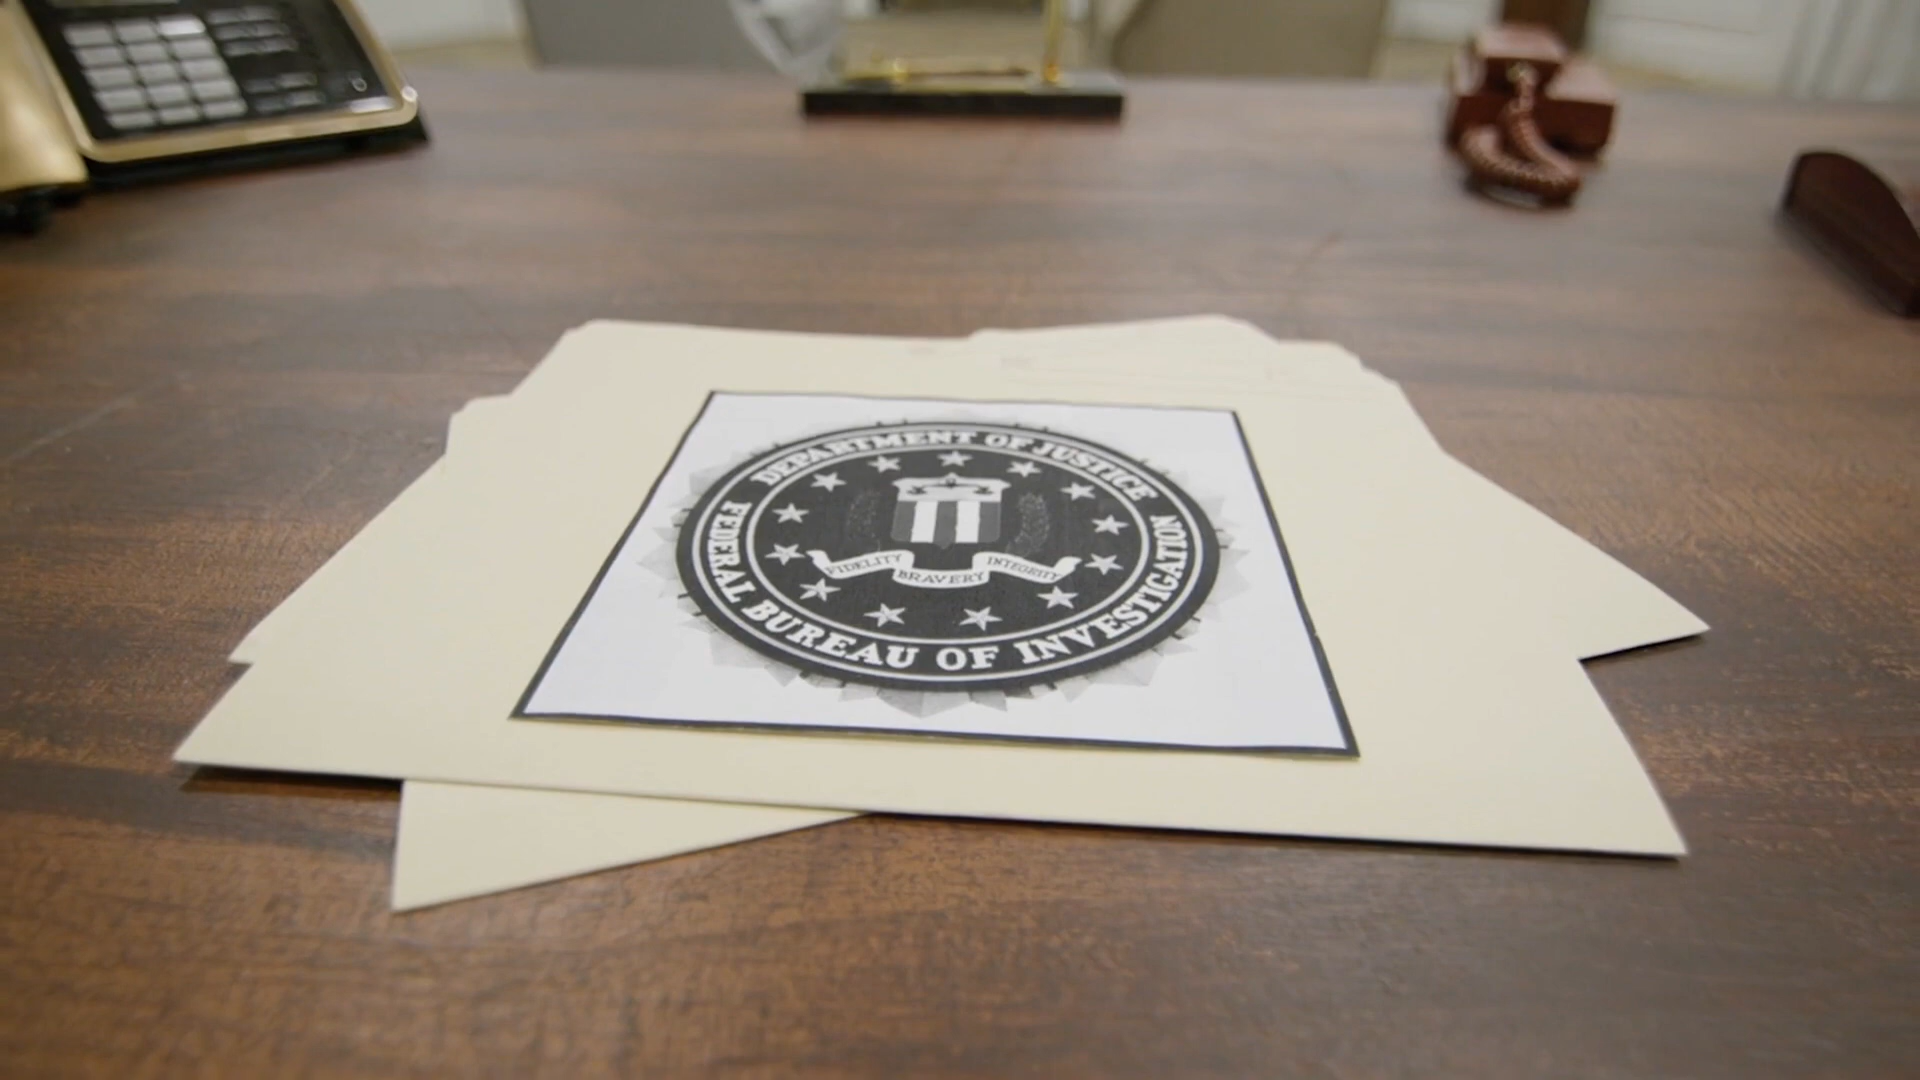 DEPARTMENT OF JUSTICE
FIDELITY BRAVERY INTEGRITY
FEDERAL BUREAU OF INVESTIGATION